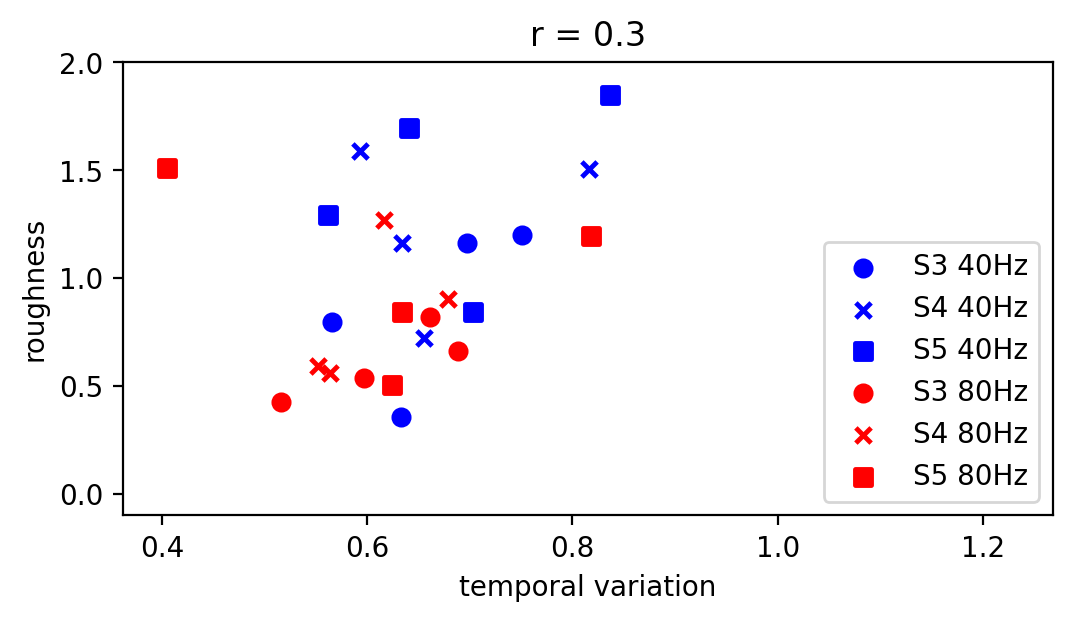 r = 0.3
2.0
1.5
1.0
0.5
0.0
roughness
0.4
0.6
0.8
1.0
1.2
temporal variation
S3 40Hz
S4 40Hz
S5 40Hz
S3 80Hz
S4 80Hz
S5 80Hz